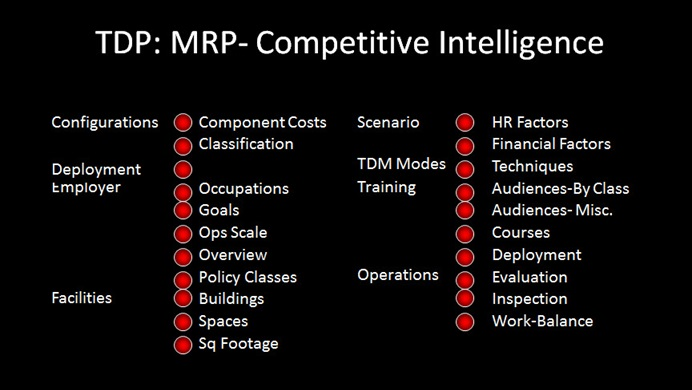 TDP: MRP- Competitive Intelligence
Configurations Component Costs
Classification
Deployment
Employer Occupations
Goals
Ops Scale
Overview
Policy Classes
Facilities Buildings
Spaces
Sq Footage
Scenario HR Factors
Financial Factors
TDM Modes Techniques
Training Audiences-By Class
Audiences- Misc.
Courses
Deployment
Operations Evaluation
Inspection
Work-Balance